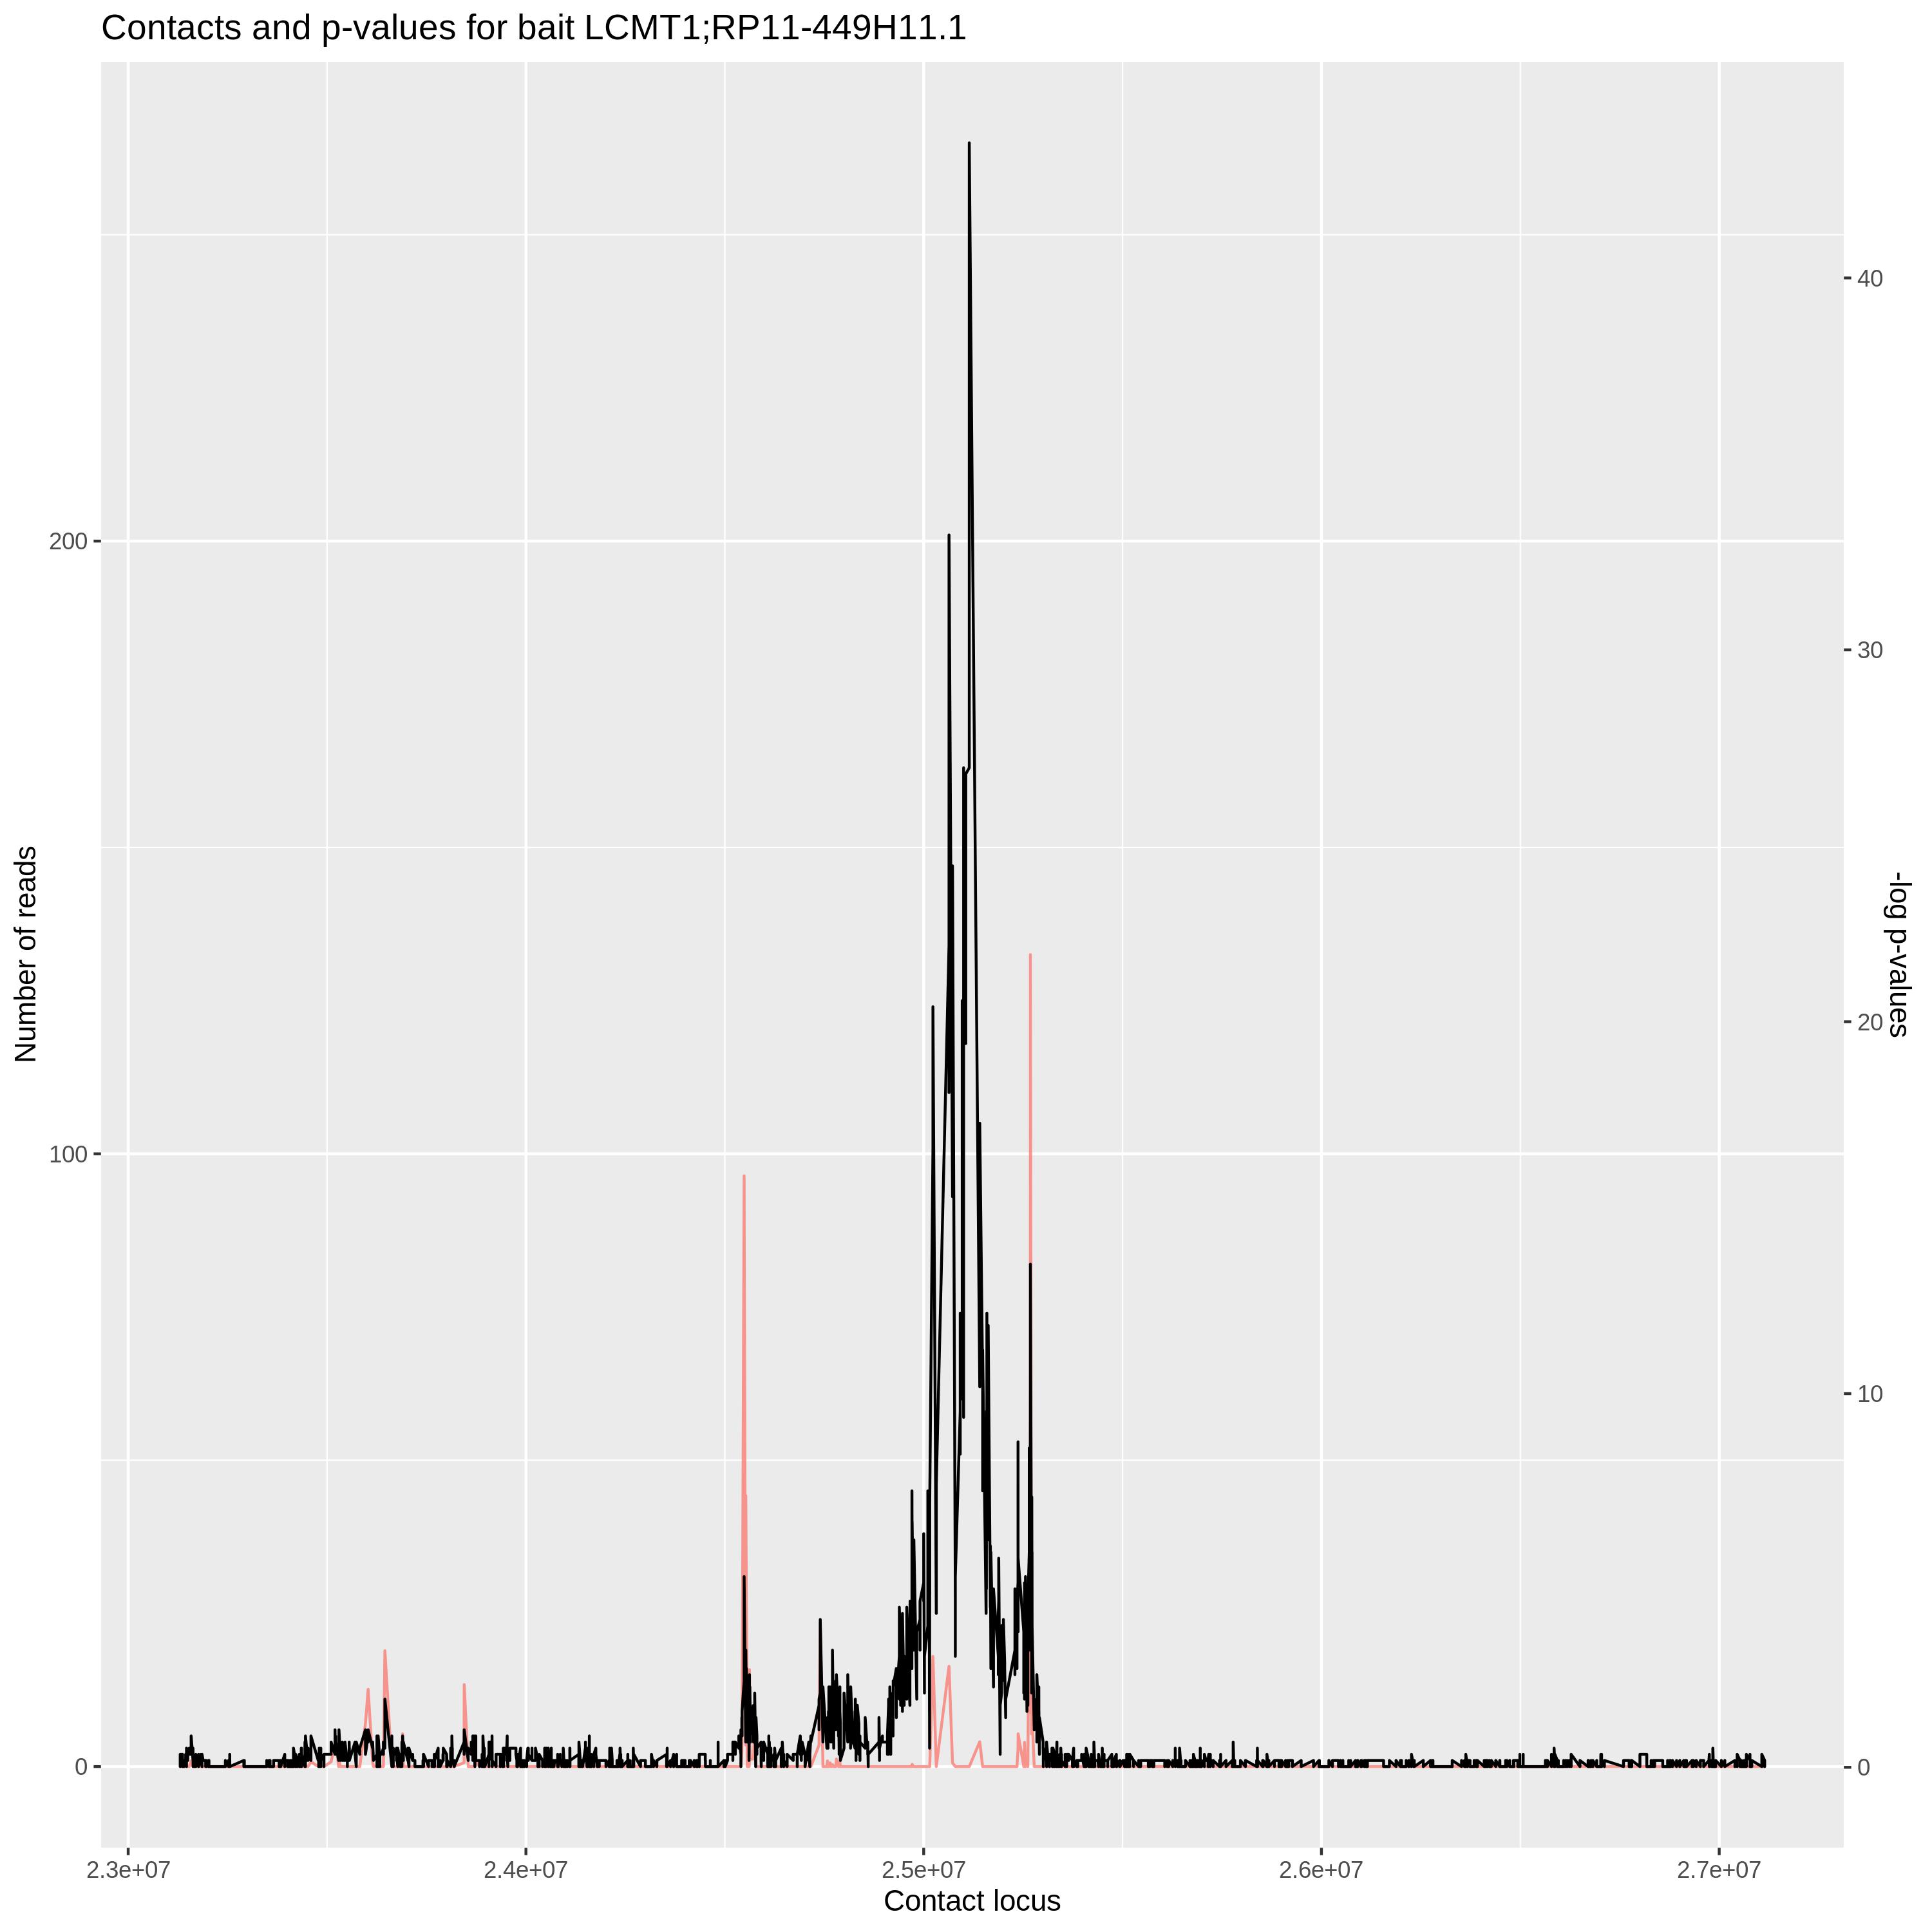 Contacts and p-values for bait LCMT1;RP11-449H11.1
Number of reads
200
100
0
40
30
20
10
0
-log p-values
2.3e+07 2.4e+07 2.5e+07 2.6e+07 2.7e+07
Contact locus